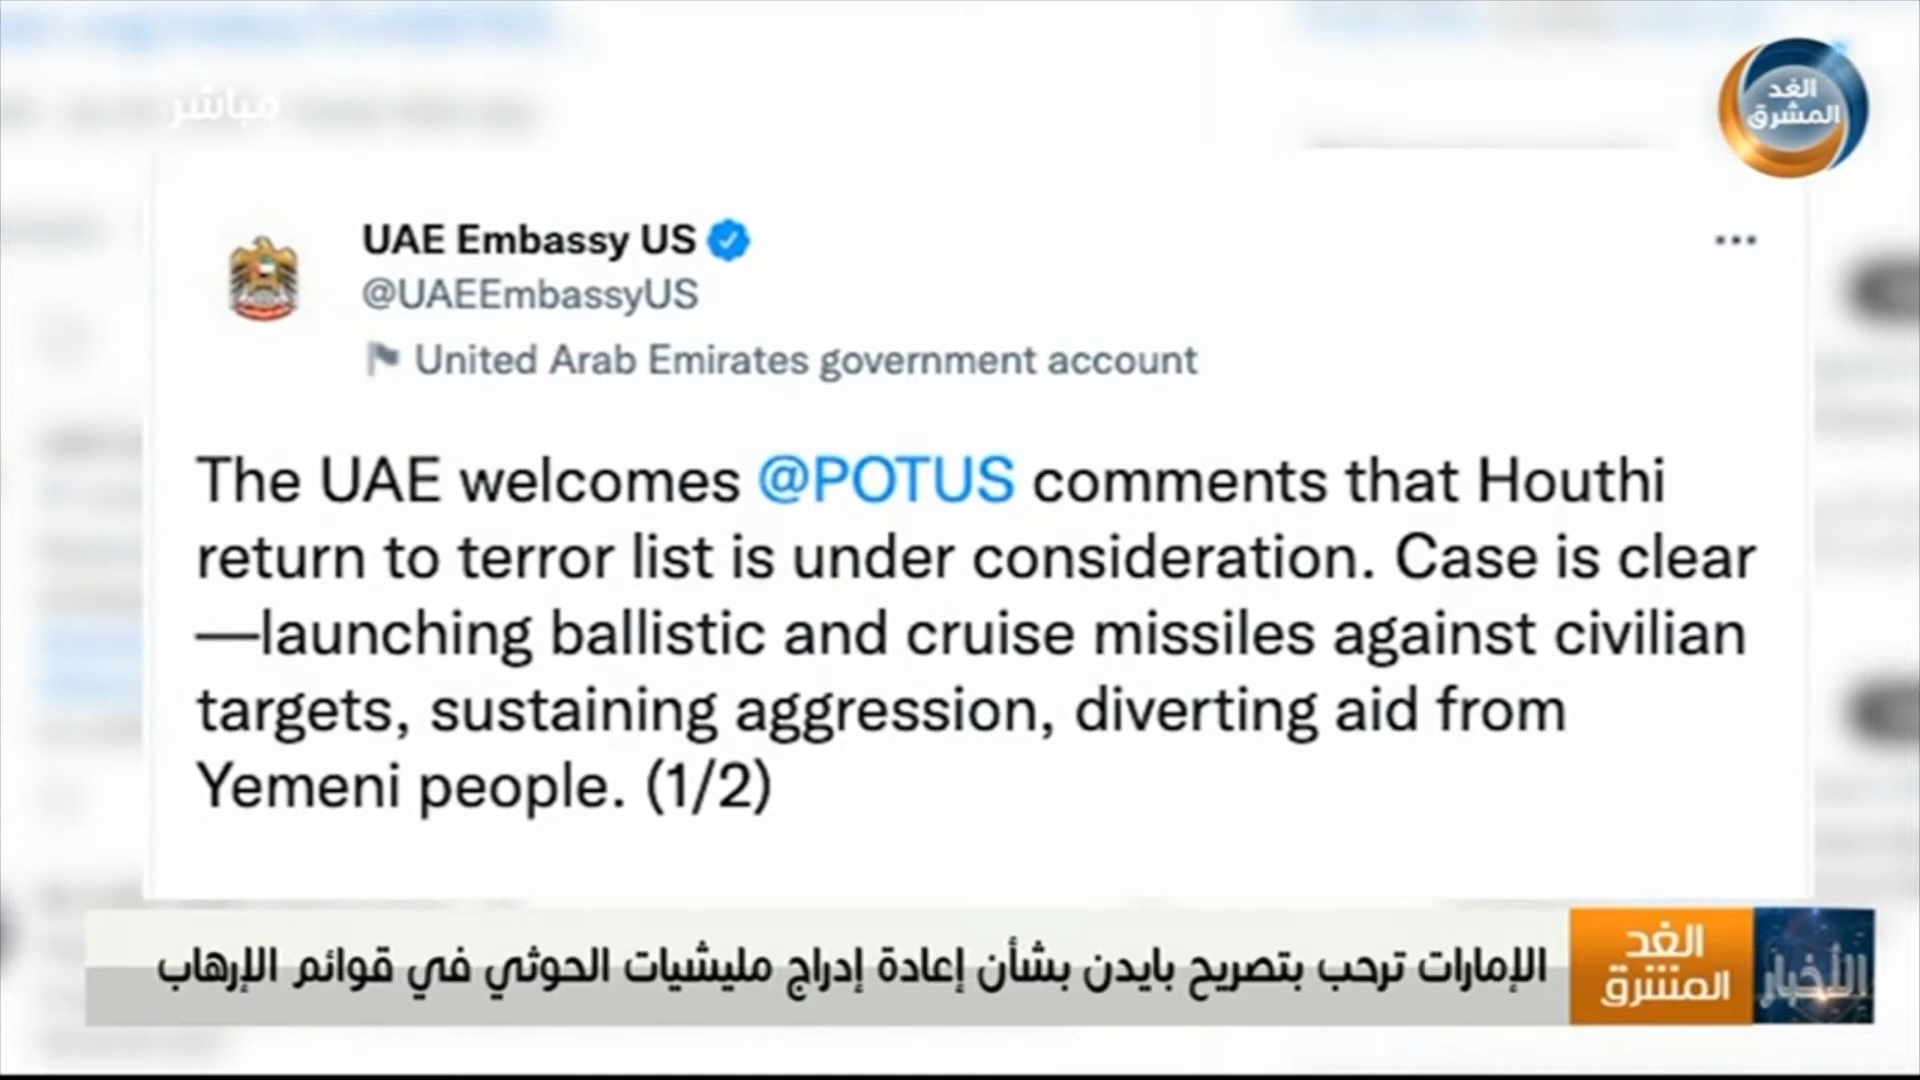 مباشر
الغد
المشرق
UAE Embassy US
@UAEEmbassyUS
United Arab Emirates government account
The UAE welcomes @POTUS comments that Houthi
return to terror list is under consideration. Case is clear
—launching ballistic and cruise missiles against civilian
targets, sustaining aggression, diverting aid from
Yemeni people. (1/2)
الإمارات ترحب بتصريح بايدن بشأن إعادة إدراج مليشيات الحوثي في قوائم الإرهاب
الغد
المشرق
الأخبار